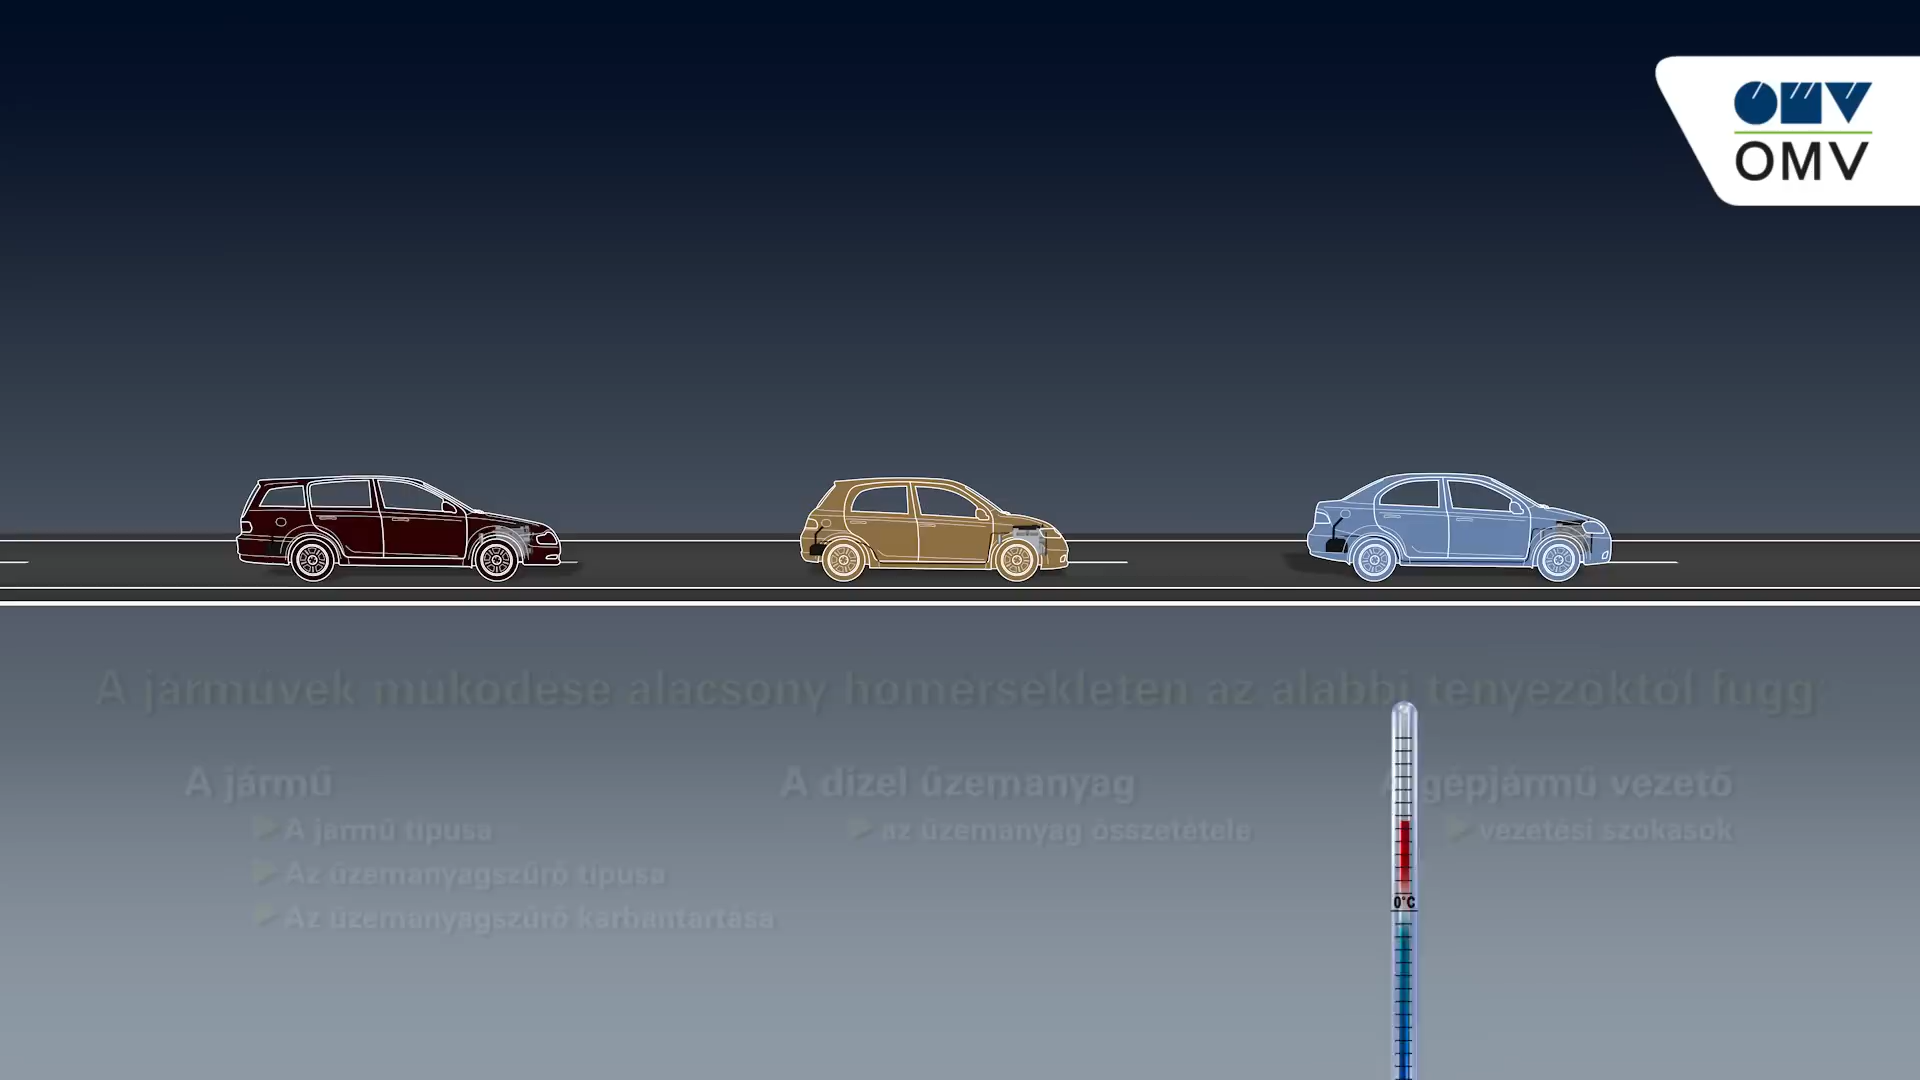 OMV
OMV
A járművek működése alacsony hőmérsékleten az alábbi tényezőktől függ
A jármű
A jármű típusa
Az üzemanyagszűrő típusa
Az üzemanyagszűrő karbantartása
A dízel üzemanyag
az üzemanyag összetétele
A gépjármű vezető
vezetési szokások
0°C